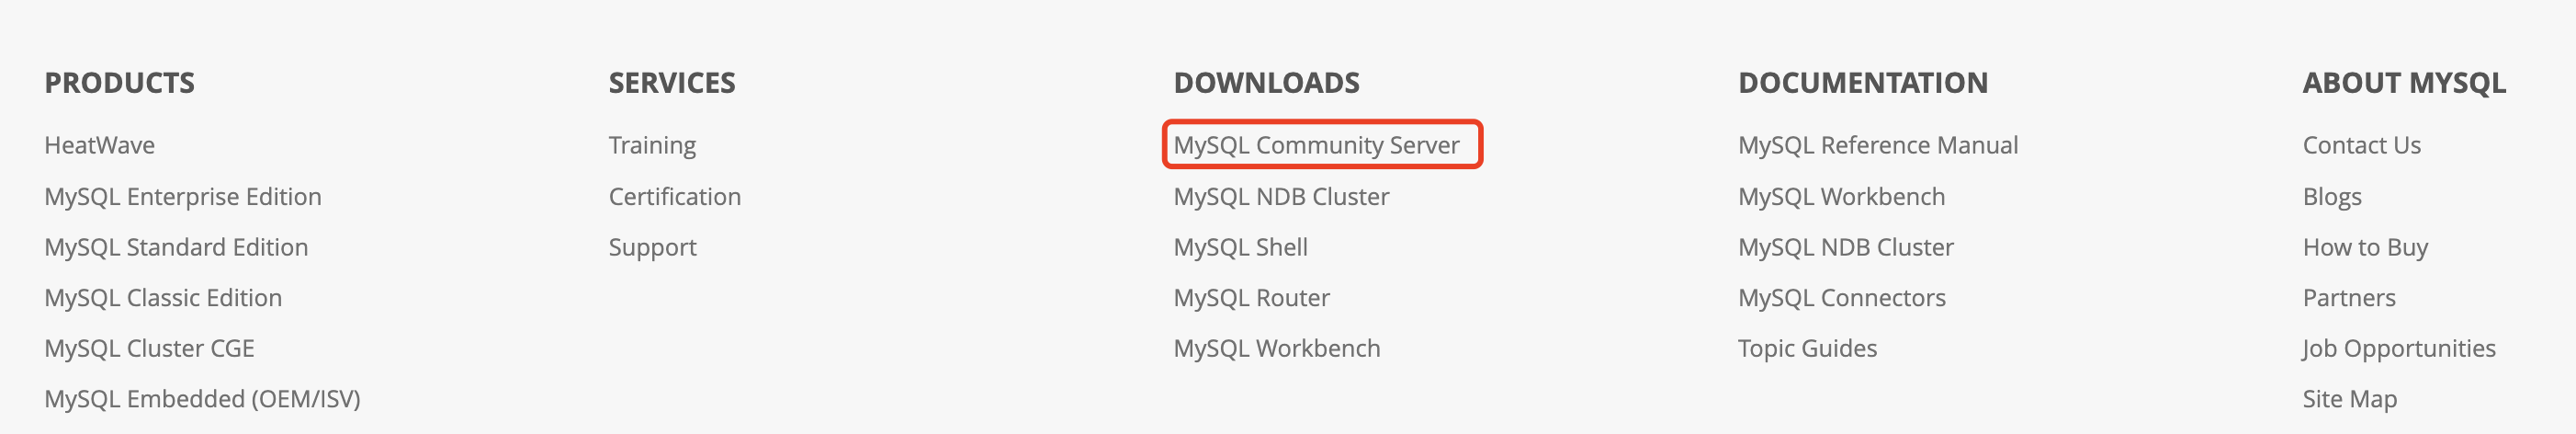 PRODUCTS
HeatWave
MySQL Enterprise Edition
MySQL Standard Edition
MySQL Classic Edition
MySQL Cluster CGE
MySQL Embedded (OEM/ISV)
SERVICES
Training
Certification
Support
DOWNLOADS
MySQL Community Server
MySQL NDB Cluster
MySQL Shell
MySQL Router
MySQL Workbench
DOCUMENTATION
MySQL Reference Manual
MySQL Workbench
MySQL NDB Cluster
MySQL Connectors
Topic Guides
ABOUT MYSQL
Contact Us
Blogs
How to Buy
Partners
Job Opportunities
Site Map